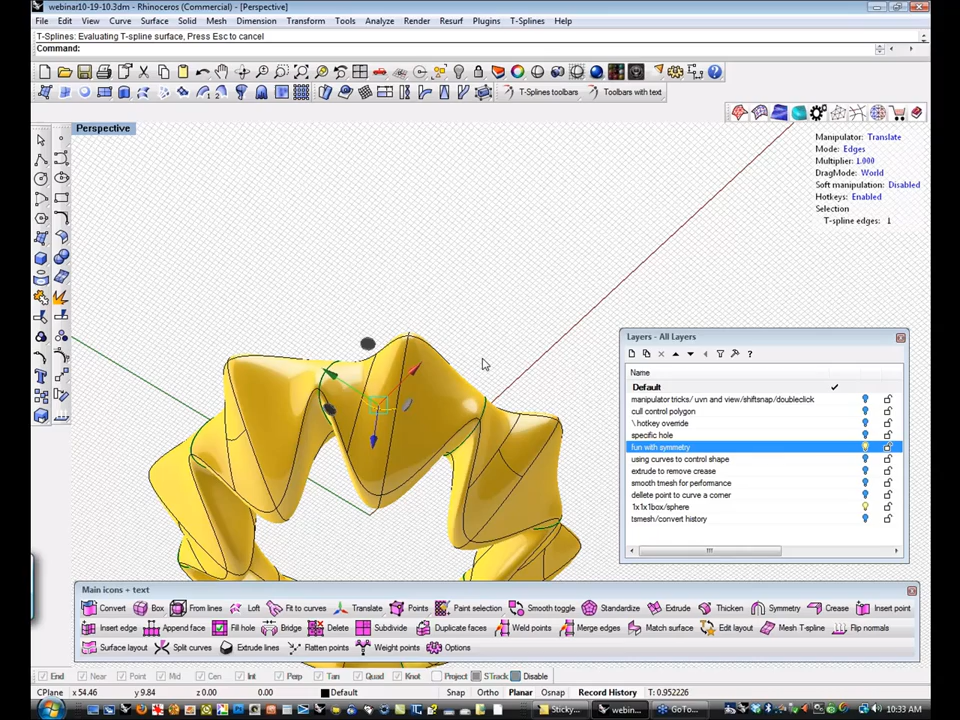 webinar10-19-10.3dm - Rhinoceros (Commercial) - [Perspective]
File Edit View Curve Surface Solid Mesh Dimension Transform Tools Analyze Render Resurf Plugins T-Splines Help
T-Splines: Evaluating T-spline surface, Press Esc to cancel
Command:
T-Splines toolbars Toolbars with text
Perspective
Manipulator: Translate
Mode: Edges
Multiplier: 1.000
DragMode: World
Soft manipulation: Disabled
Hotkeys: Enabled
Selection
T-spline edges: 1
Layers - All Layers
Name
Default
manipulator tricks/ uvn and view/shiftsnap/doubleclick
cull control polygon
\ hotkey override
specific hole
fun with symmetry
using curves to control shape
extrude to remove crease
smooth tmesh for performance
dellete point to curve a corner
1x1x1box/sphere
tsmesh/convert history
Main icons + text
Convert Box From lines Loft Fit to curves Translate Points Paint selection Smooth toggle Standardize Extrude Thicken Symmetry Crease Insert point
Insert edge Append face Fill hole Bridge Delete Subdivide Duplicate faces Weld points Merge edges Match surface Edit layout Mesh T-spline Flip normals
Surface layout Split curves Extrude lines Flatten points Weight points Options
End Near Point Mid Cen Int Perp Tan Quad Knot Project STrack Disable
CPlane x 54.46 y 9.84 z 0.00 0.00 Default Snap Ortho Planar Osnap Record History T: 0.952226
Sticky... webin... GoTo... 10:33 AM